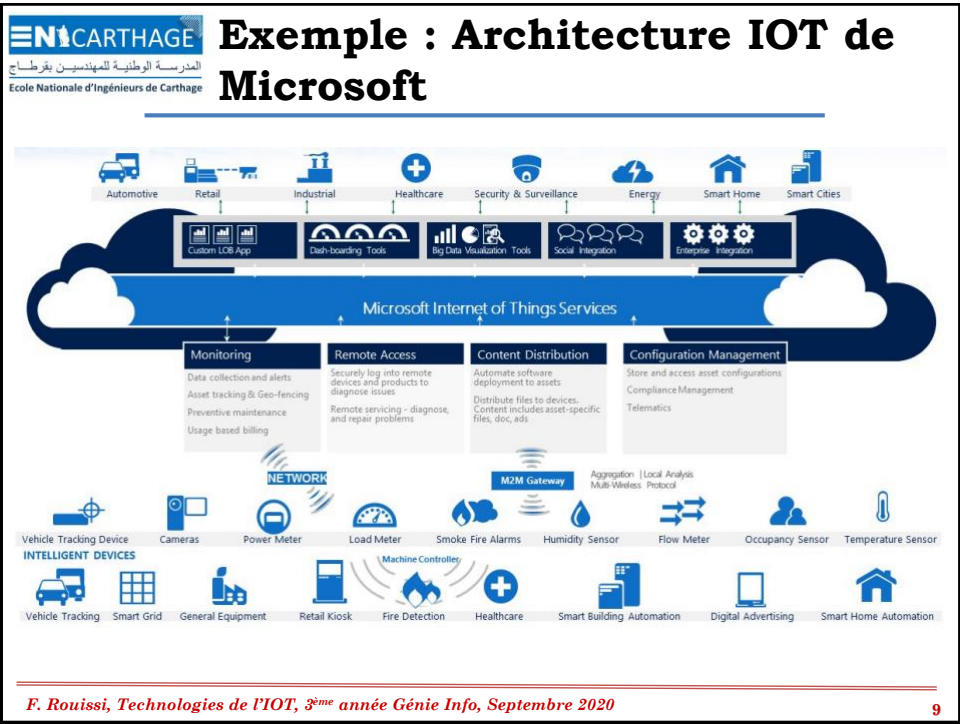 ENICARTHAGE
المدرســة الوطنيـة للمهندسيــن بقرطــاج
Ecole Nationale d'Ingénieurs de Carthage
Exemple : Architecture IOT de
Microsoft
Automotive Retail Industrial Healthcare Security & Surveillance Energy Smart Home Smart Cities
Custom LOB App Dash-boarding Tools Big Data Visualization Tools Social Integration Enterprise Integration
Microsoft Internet of Things Services
Monitoring
Data collection and alerts
Asset tracking & Geo-fencing
Preventive maintenance
Usage based billing
Remote Access
Securely log into remote
devices and products to
diagnose issues
Remote servicing - diagnose,
and repair problems
Content Distribution
Automate software
deployment to assets
Distribute files to devices.
Content includes asset-specific
files, doc, ads
Configuration Management
Store and access asset configurations
Compliance Management
Telematics
NETWORK
M2M Gateway
Aggregation | Local Analysis
Multi-Wireless Protocol
Vehicle Tracking Device Cameras Power Meter Load Meter Smoke Fire Alarms Humidity Sensor Flow Meter Occupancy Sensor Temperature Sensor
INTELLIGENT DEVICES
Machine Controller
Vehicle Tracking Smart Grid General Equipment Retail Kiosk Fire Detection Healthcare Smart Building Automation Digital Advertising Smart Home Automation
F. Rouissi, Technologies de l'IOT, 3ème année Génie Info, Septembre 2020
9